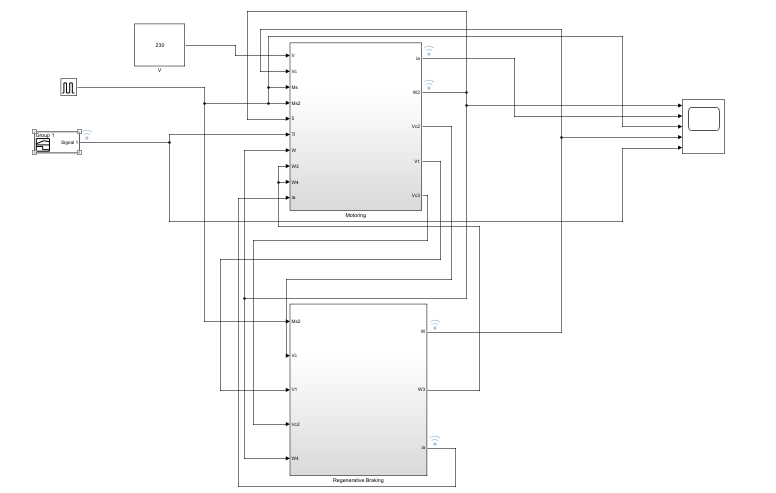 230
V
Group 1
Signal 1
V
Vc
Ms
Ms2
S
Tl
W
W3
W4
Ia
ia
W2
Vc2
V1
Vc3
Motoring
Ms2
Vc
V1
Vc2
W4
W
W3
Ia
Regenerative Braking